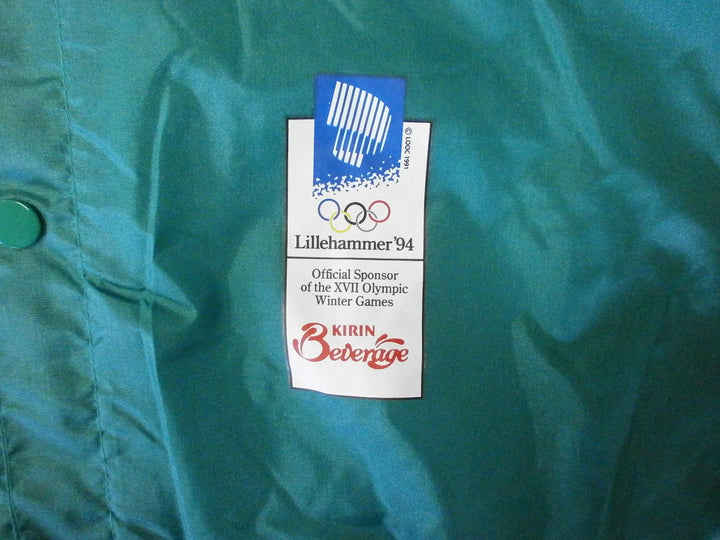 © LOOC 1991
Lillehammer '94
Official Sponsor
of the XVII Olympic
Winter Games
KIRIN
Beverage